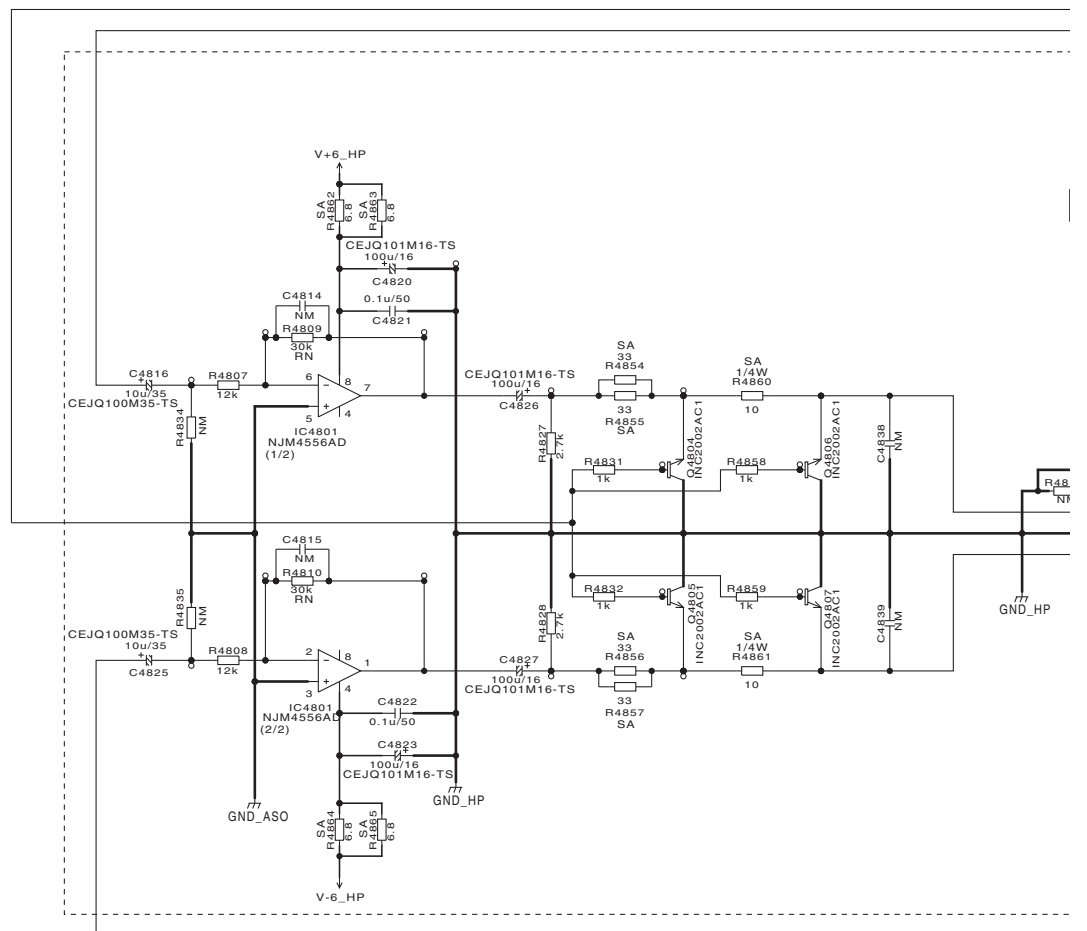 V+6_HP
SA
R4862
6.8
SA
R4863
6.8
CEJQ101M16-TS
100u/16
+
C4820
0.1u/50
C4821
C4814
NM
R4809
30k
RN
C4816
+
10u/35
CEJQ100M35-TS
R4807
12k
R4834
NM
6
-
8
7
+
5
4
IC4801
NJM4556AD
(1/2)
CEJQ101M16-TS
100u/16
+
C4826
SA
33
R4854
33
R4855
SA
SA
1/4W
R4860
10
R4827
2.7k
R4831
1k
Q4804
INC2002AC1
R4858
1k
Q4806
INC2002AC1
C4838
NM
R48
NM
C4815
NM
R4810
30k
RN
R4835
NM
CEJQ100M35-TS
10u/35
+
C4825
R4808
12k
2
-
8
1
+
3
4
IC4801
NJM4556AD
(2/2)
R4828
2.7k
R4832
1k
Q4805
INC2002AC1
R4859
1k
Q4807
INC2002AC1
C4839
NM
GND_HP
C4827
+
100u/16
CEJQ101M16-TS
SA
33
R4856
33
R4857
SA
SA
1/4W
R4861
10
C4822
0.1u/50
C4823
+
100u/16
CEJQ101M16-TS
GND_ASO
GND_HP
SA
R4864
6.8
SA
R4865
6.8
V-6_HP